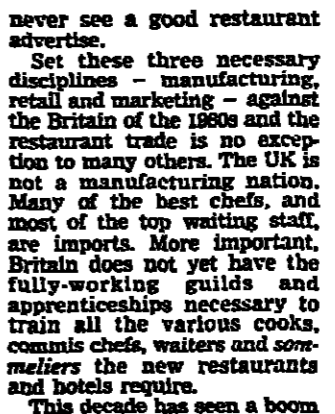 never see a good restaurant
advertise.
Set these three necessary
disciplines – manufacturing,
retail and marketing – against
the Britain of the 1980s and the
restaurant trade is no excep-
tion to many others. The UK is
not a manufacturing nation.
Many of the best chefs, and
most of the top waiting staff,
are imports. More important,
Britain does not yet have the
fully-working guilds and
apprenticeships necessary to
train all the various cooks,
commis chefs, waiters and som-
meliers the new restaurants
and hotels require.
This decade has seen a boom